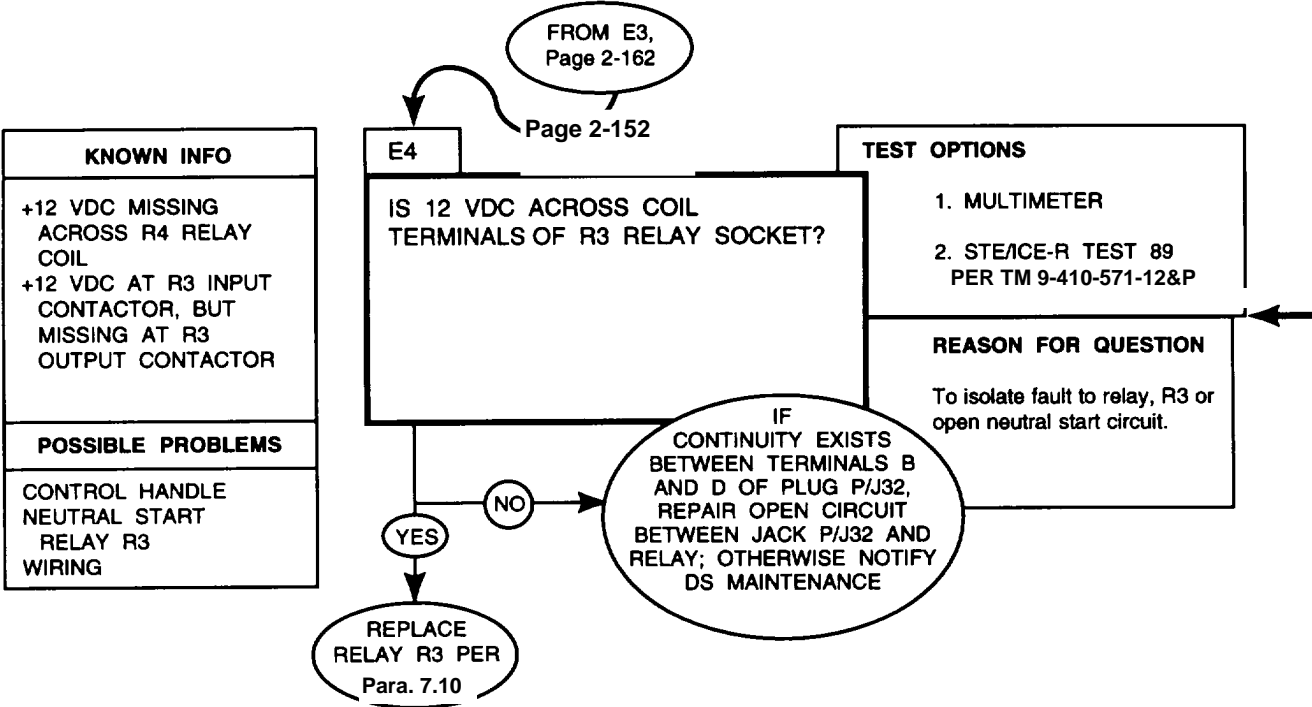 FROM E3,
Page 2-162
Page 2-152
KNOWN INFO
+12 VDC MISSING
ACROSS R4 RELAY
COIL
+12 VDC AT R3 INPUT
CONTACTOR, BUT
MISSING AT R3
OUTPUT CONTACTOR
POSSIBLE PROBLEMS
CONTROL HANDLE
NEUTRAL START
RELAY R3
WIRING
E4
IS 12 VDC ACROSS COIL
TERMINALS OF R3 RELAY SOCKET?
TEST OPTIONS
1. MULTIMETER
2. STE/ICE-R TEST 89
PER TM 9-410-571-12&P
REASON FOR QUESTION
To isolate fault to relay, R3 or
open neutral start circuit.
NO
IF
CONTINUITY EXISTS
BETWEEN TERMINALS B
AND D OF PLUG P/J32,
REPAIR OPEN CIRCUIT
BETWEEN JACK P/J32 AND
RELAY; OTHERWISE NOTIFY
DS MAINTENANCE
YES
REPLACE
RELAY R3 PER
Para. 7.10